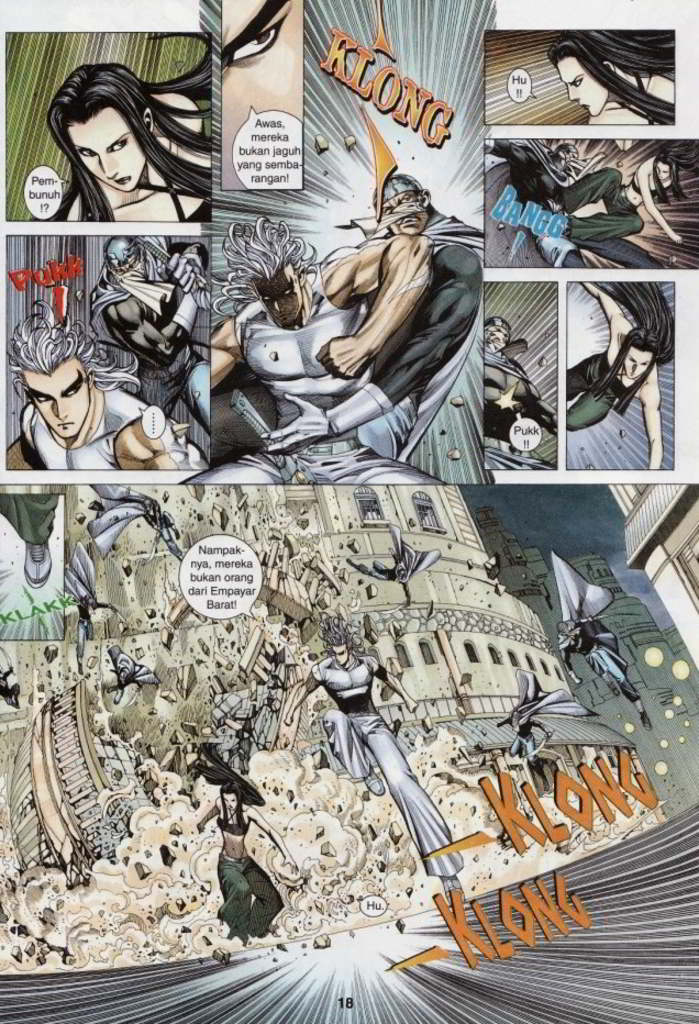 Pem-
bunuh
!?
Awas,
mereka
bukan jaguh
yang semba-
rangan!
KLONG
Hu
!!
BANGG
!
PUKK
!
.......
Pukk
!!
KLAKK
Nampak-
nya, mereka
bukan orang
dari Empayar
Barat!
KLONG
Hu.
KLONG
18